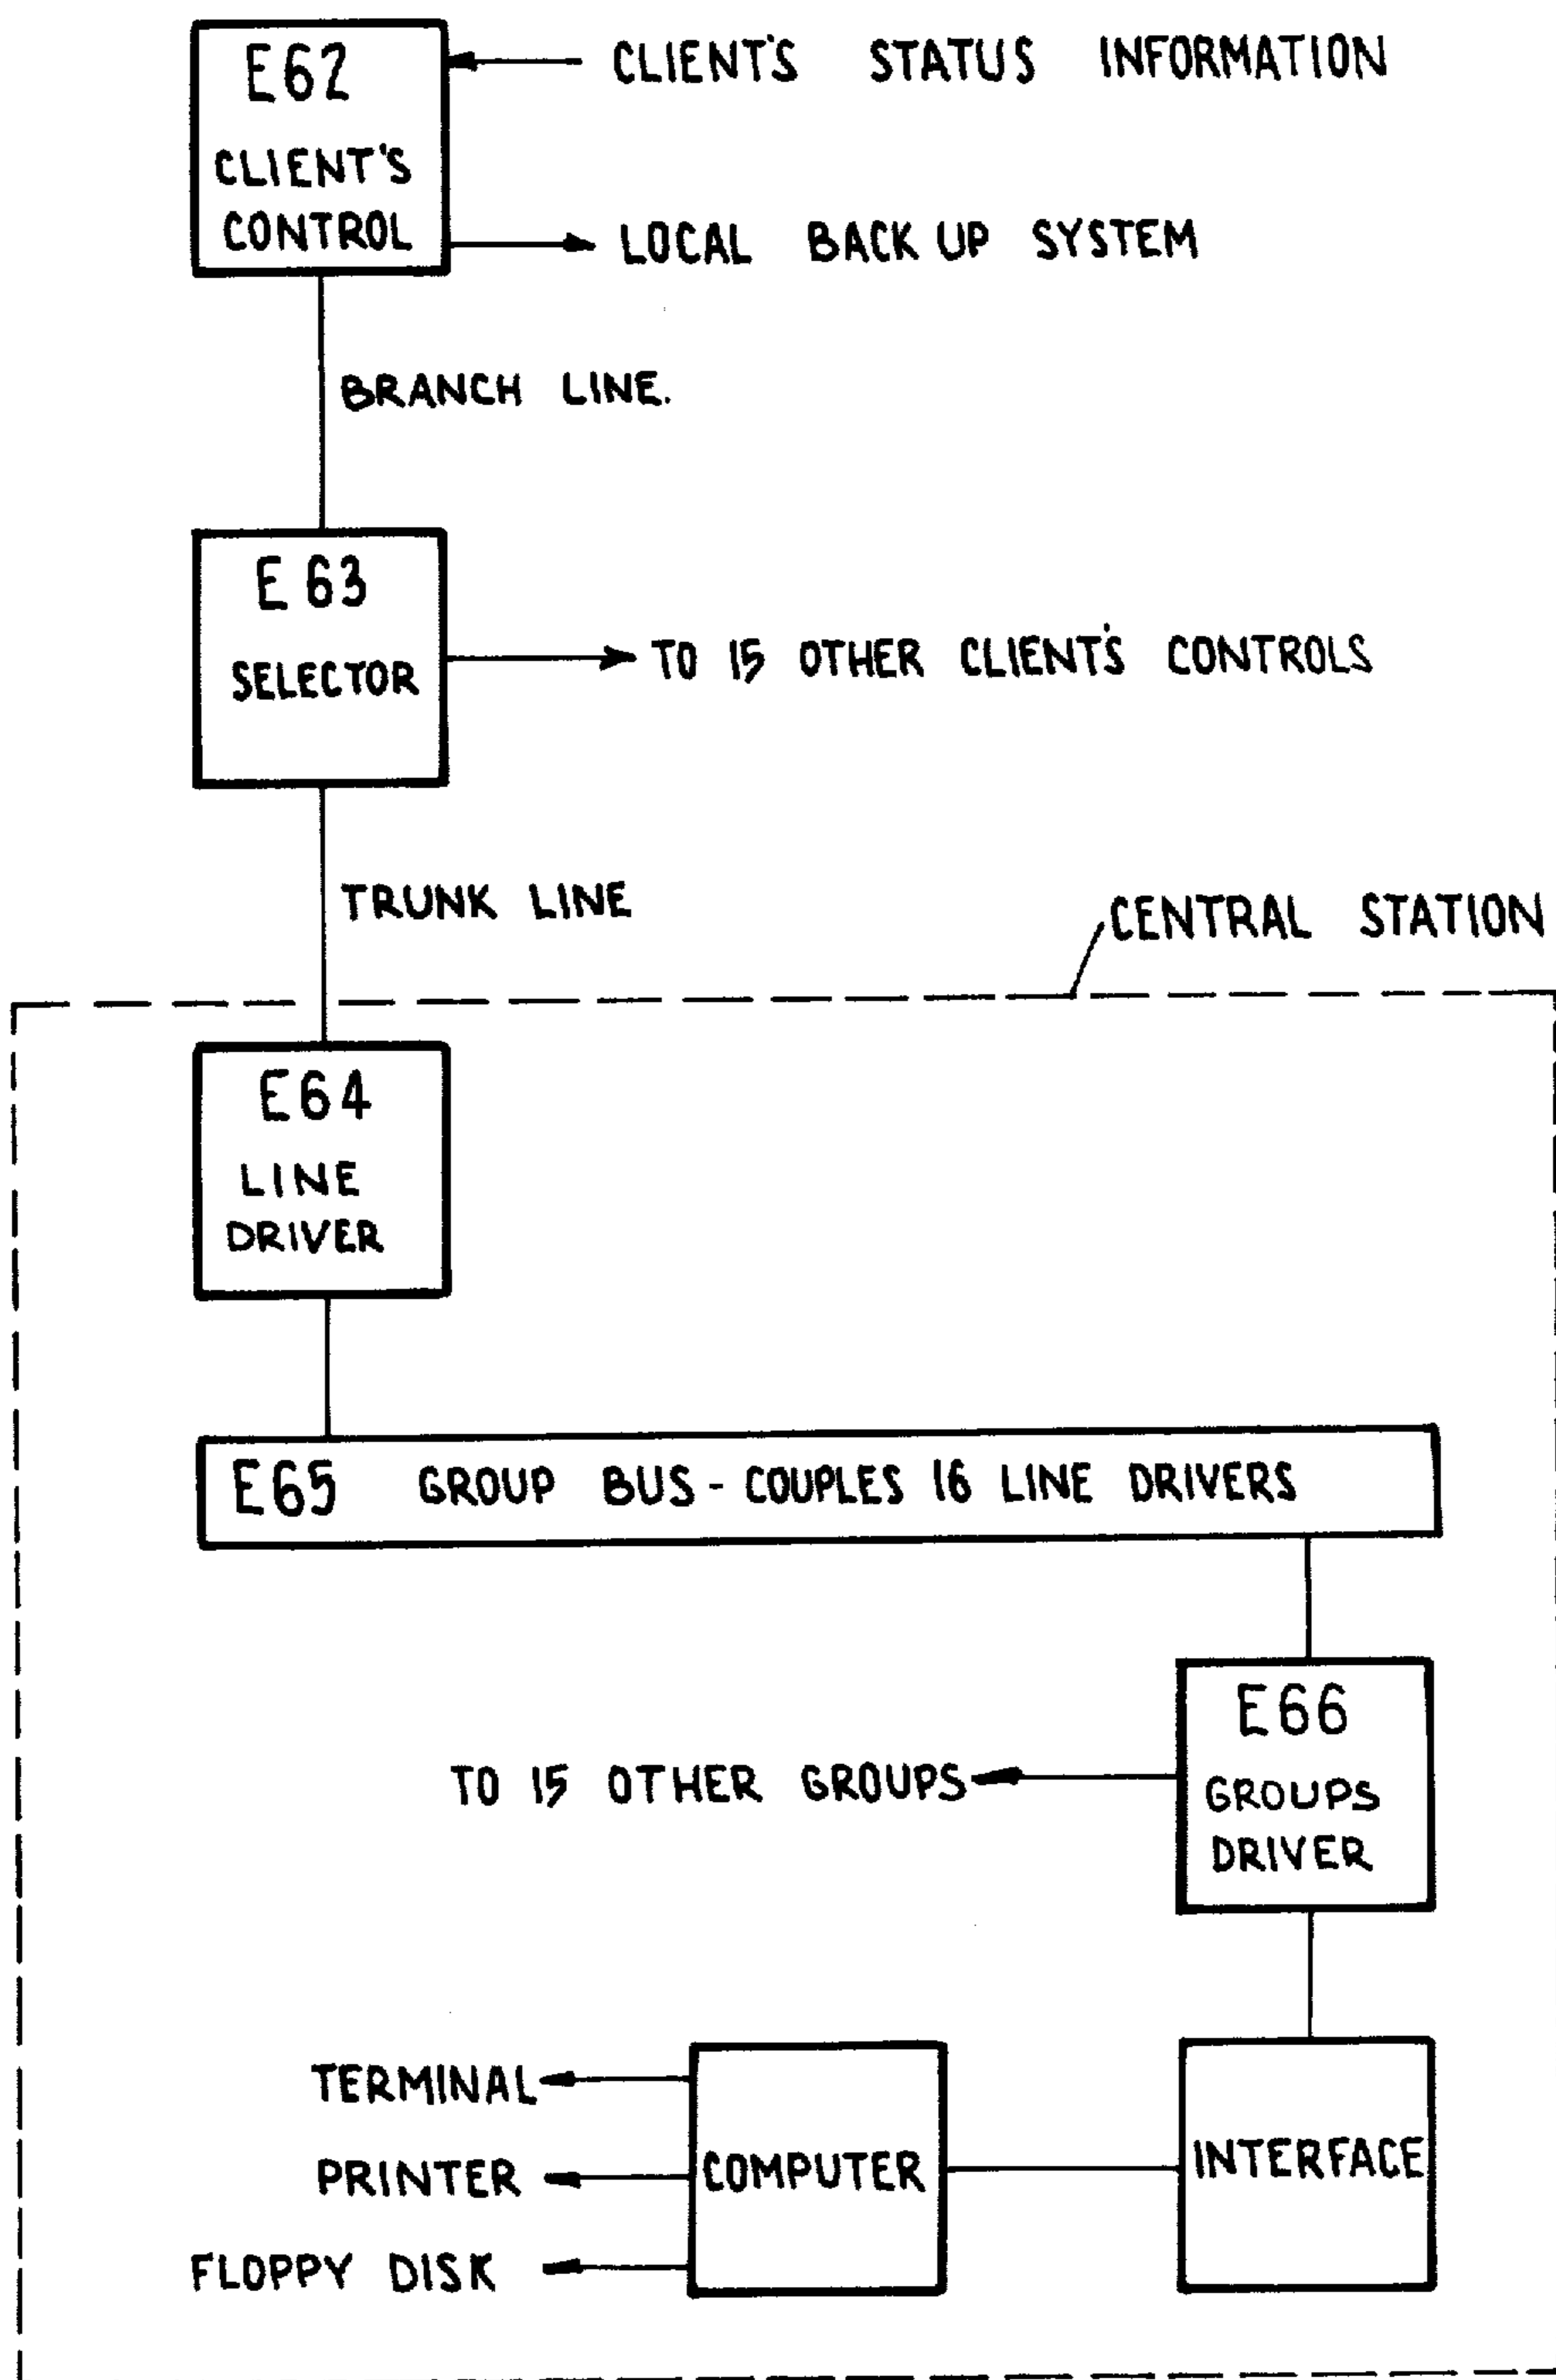 E62
CLIENT'S
CONTROL
CLIENT'S STATUS INFORMATION
LOCAL BACK UP SYSTEM
BRANCH LINE.
E 63
SELECTOR
TO 15 OTHER CLIENT'S CONTROLS
TRUNK LINE
CENTRAL STATION
E64
LINE
DRIVER
E65 GROUP BUS - COUPLES 16 LINE DRIVERS
E66
GROUPS
DRIVER
TO 15 OTHER GROUPS
TERMINAL
PRINTER
FLOPPY DISK
COMPUTER
INTERFACE